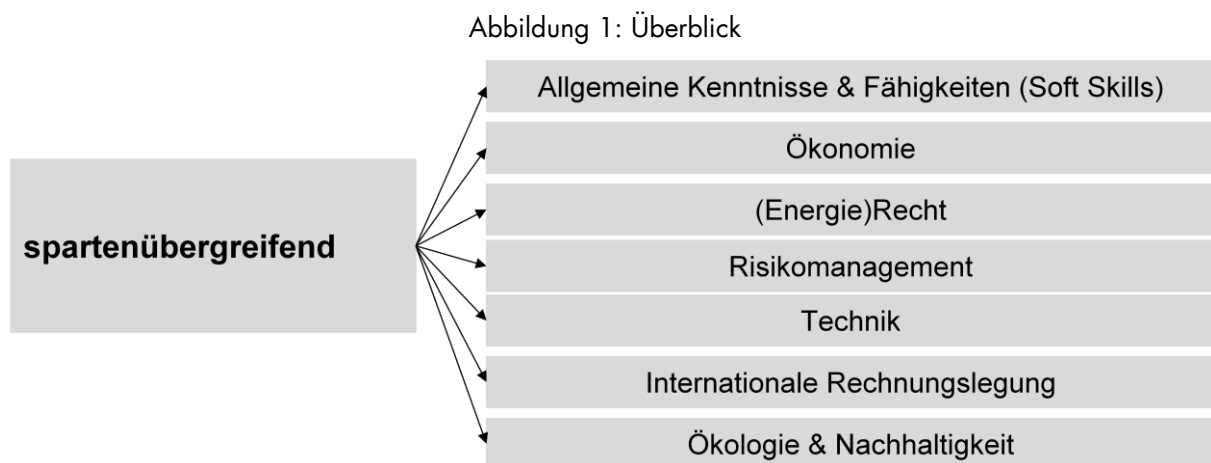 Abbildung 1: Überblick
spartenübergreifend
Allgemeine Kenntnisse & Fähigkeiten (Soft Skills)
Ökonomie
(Energie)Recht
Risikomanagement
Technik
Internationale Rechnungslegung
Ökologie & Nachhaltigkeit